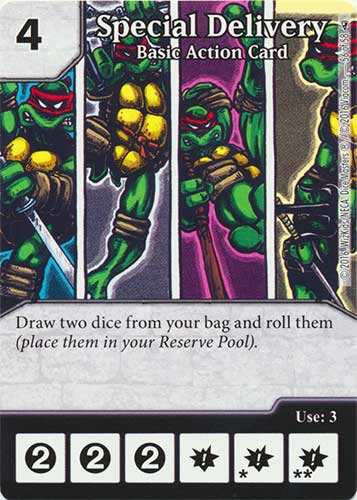 4
Special Delivery
Basic Action Card
Draw two dice from your bag and roll them
(place them in your Reserve Pool).
Use: 3
2 2 2 ! ! !
* **